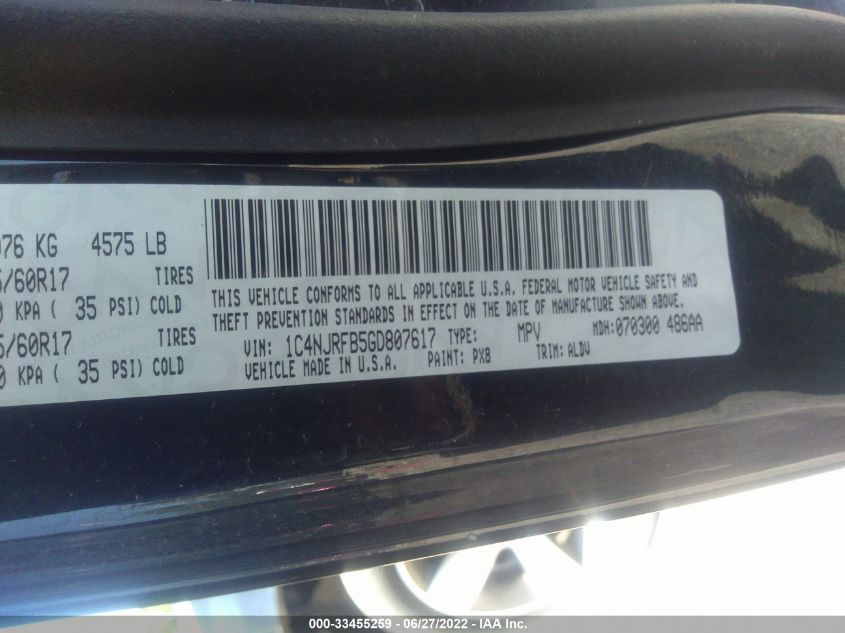 076 KG 4575 LB
5/60R17 TIRES
0 KPA ( 35 PSI) COLD
5/60R17 TIRES
0 KPA ( 35 PSI) COLD
THIS VEHICLE CONFORMS TO ALL APPLICABLE U.S.A. FEDERAL MOTOR VEHICLE SAFETY AND
THEFT PREVENTION STANDARDS IN EFFECT ON THE DATE OF MANUFACTURE SHOWN ABOVE.
VIN: 1C4NJRFB5GD807617 TYPE: MPV MDH: 070300 486AA
VEHICLE MADE IN U.S.A. PAINT: PX8 TRIM: ALDV
000-33455259 - 06/27/2022 - IAA Inc.